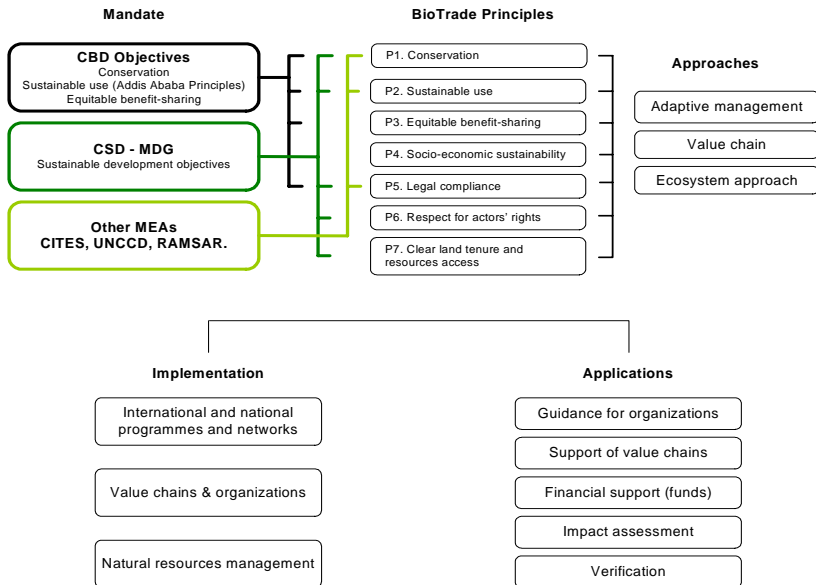 Mandate
BioTrade Principles
Approaches
CBD Objectives
Conservation
Sustainable use (Addis Ababa Principles)
Equitable benefit-sharing
CSD - MDG
Sustainable development objectives
Other MEAs
CITES, UNCCD, RAMSAR.
P1. Conservation
P2. Sustainable use
P3. Equitable benefit-sharing
P4. Socio-economic sustainability
P5. Legal compliance
P6. Respect for actors’ rights
P7. Clear land tenure and
resources access
Adaptive management
Value chain
Ecosystem approach
Implementation
International and national
programmes and networks
Value chains & organizations
Natural resources management
Applications
Guidance for organizations
Support of value chains
Financial support (funds)
Impact assessment
Verification